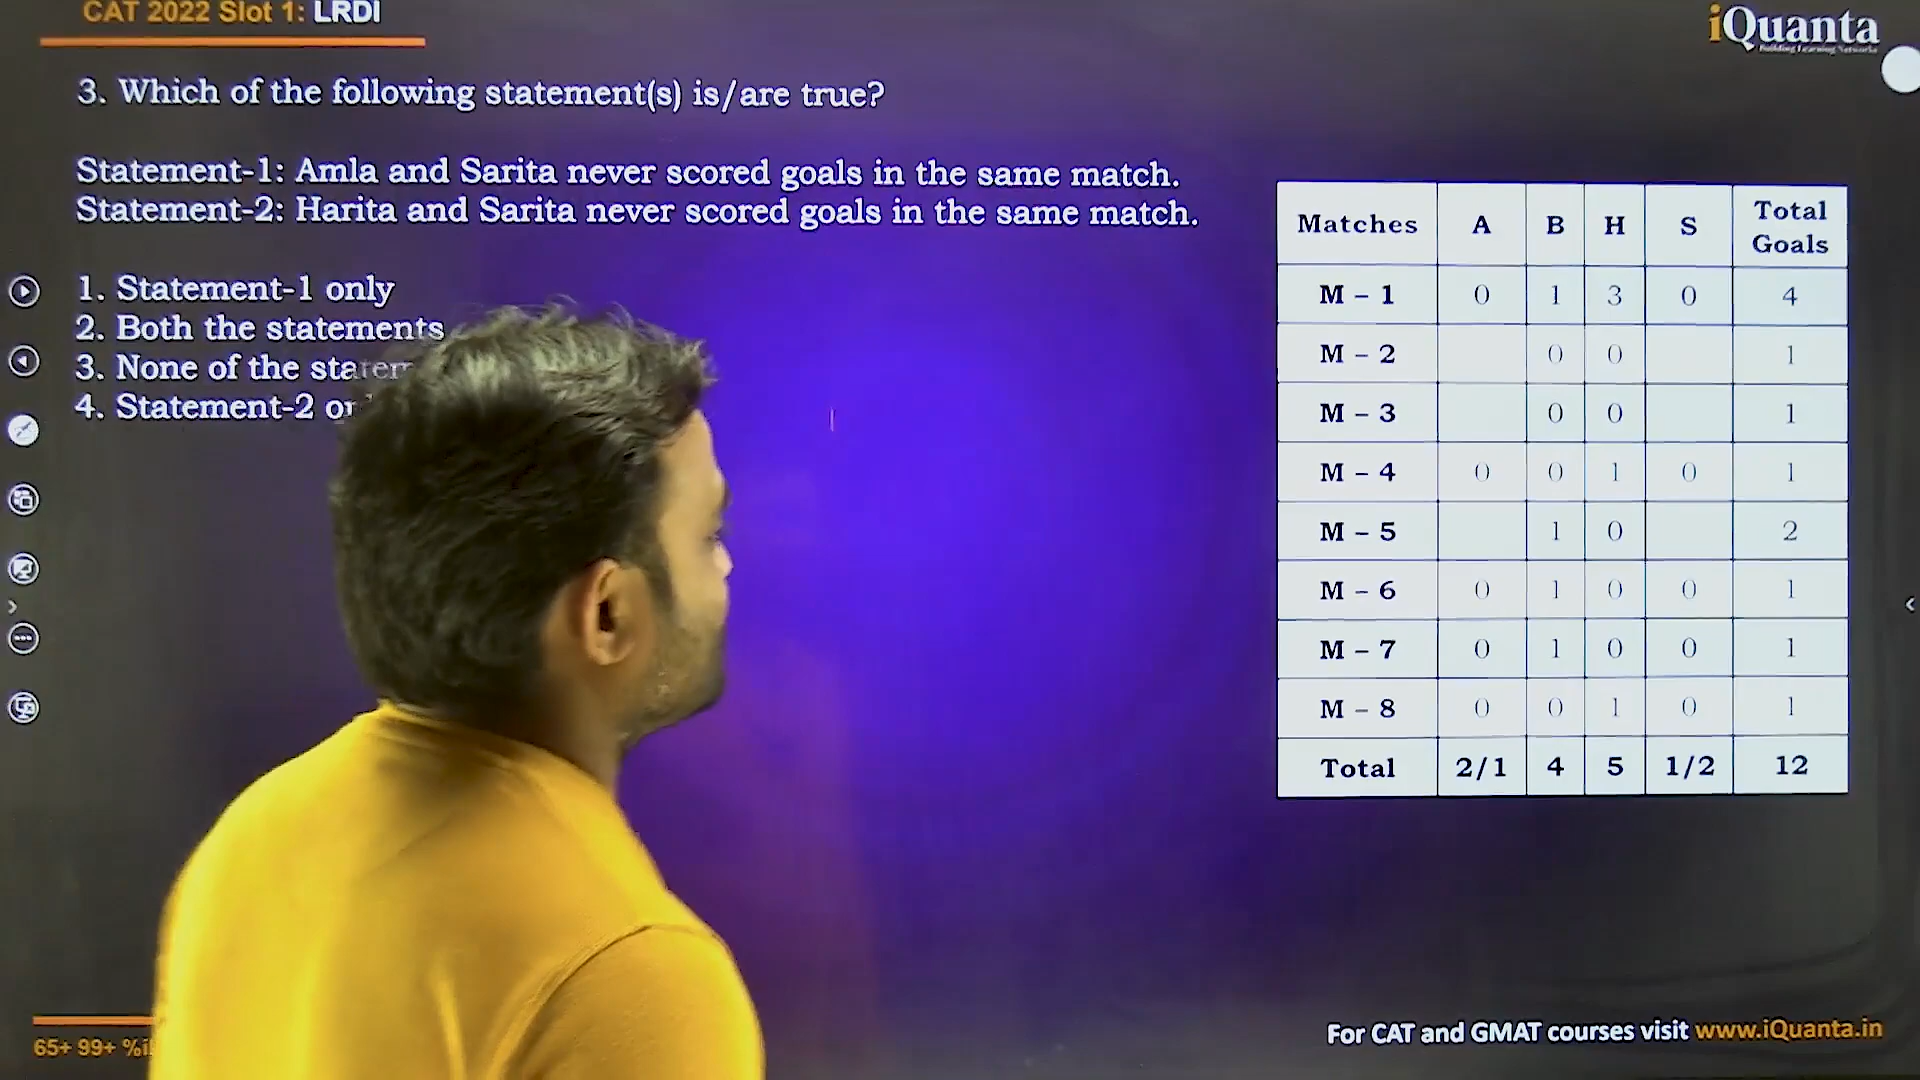 CAT 2022 Slot 1: LRDI
iQuanta
Building Learning Networks
3. Which of the following statement(s) is/are true?
Statement-1: Amla and Sarita never scored goals in the same match.
Statement-2: Harita and Sarita never scored goals in the same match.
1. Statement-1 only
2. Both the statements
3. None of the
4. Statement-2
Matches A B H S Total Goals
M – 1 0 1 3 0 4
M – 2 0 0 1
M – 3 0 0 1
M – 4 0 0 1 0 1
M – 5 1 0 2
M – 6 0 1 0 0 1
M – 7 0 1 0 0 1
M – 8 0 0 1 0 1
Total 2/1 4 5 1/2 12
65+ 99+
For CAT and GMAT courses visit www.iQuanta.in